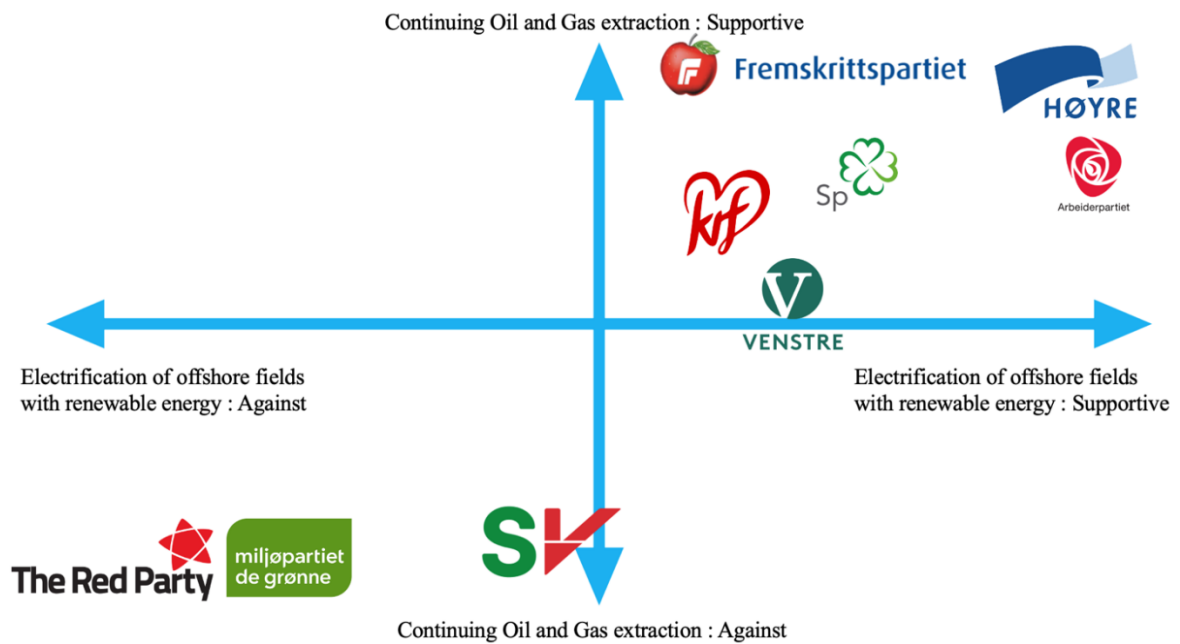 Continuing Oil and Gas extraction : Supportive
F
Fremskrittspartiet
HØYRE
krf
Sp
Arbeiderpartiet
V
VENSTRE
Electrification of offshore fields
with renewable energy : Against
Electrification of offshore fields
with renewable energy : Supportive
The Red Party
miljøpartiet
de grønne
SV
Continuing Oil and Gas extraction : Against